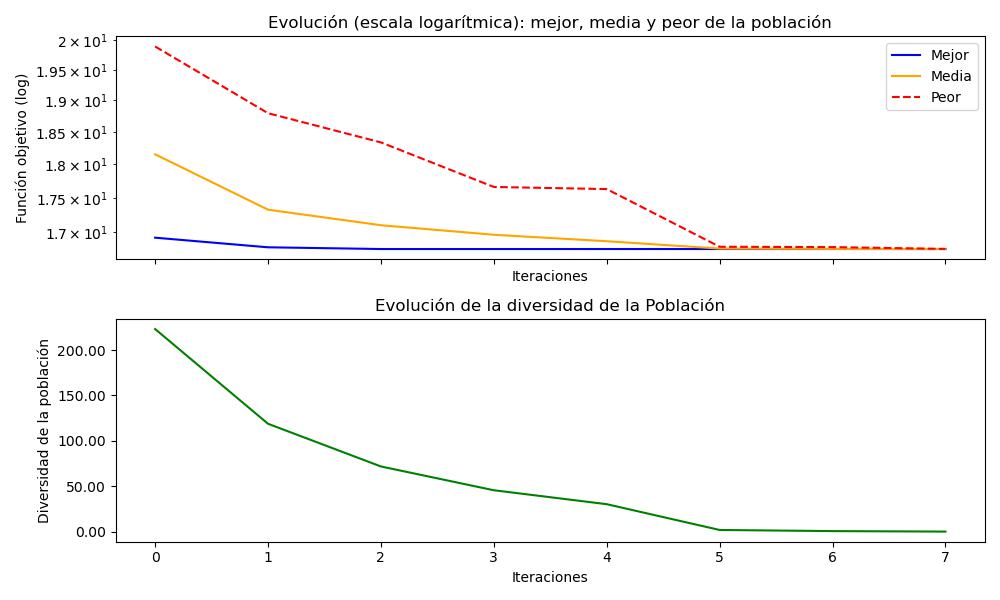 Evolución (escala logarítmica): mejor, media y peor de la población
Función objetivo (log)
2 × 10¹
1.95 × 10¹
1.9 × 10¹
1.85 × 10¹
1.8 × 10¹
1.75 × 10¹
1.7 × 10¹
Mejor
Media
Peor
Iteraciones
Evolución de la diversidad de la Población
Diversidad de la población
200.00
150.00
100.00
50.00
0.00
0 1 2 3 4 5 6 7
Iteraciones